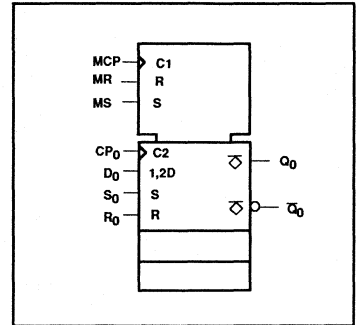 MCP C1
MR R
MS S
CP0 C2 Q0
D0 1,2D
S0 S Q̅0
R0 R